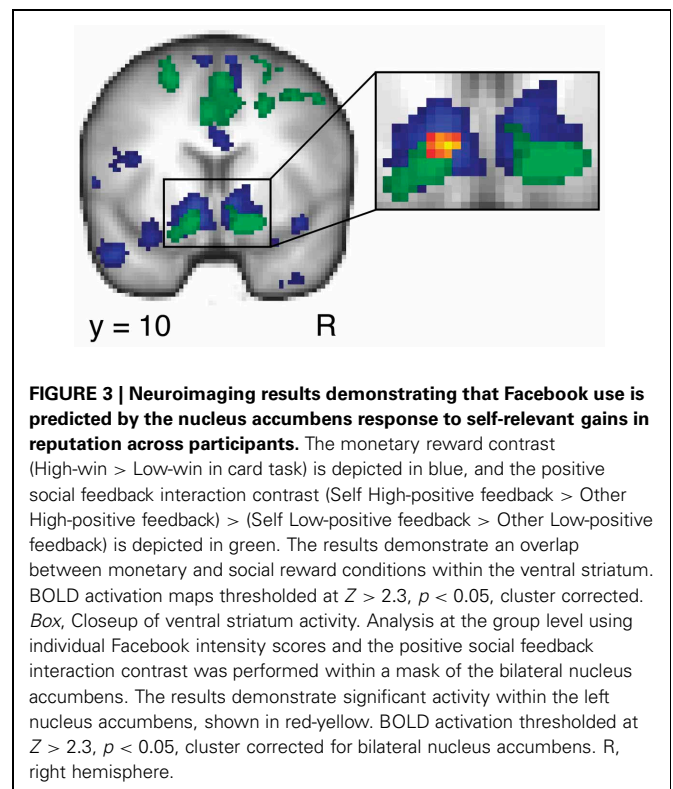 y = 10
R
FIGURE 3 | Neuroimaging results demonstrating that Facebook use is
predicted by the nucleus accumbens response to self-relevant gains in
reputation across participants. The monetary reward contrast
(High-win > Low-win in card task) is depicted in blue, and the positive
social feedback interaction contrast (Self High-positive feedback > Other
High-positive feedback) > (Self Low-positive feedback > Other Low-positive
feedback) is depicted in green. The results demonstrate an overlap
between monetary and social reward conditions within the ventral striatum.
BOLD activation maps thresholded at Z > 2.3, p < 0.05, cluster corrected.
Box, Closeup of ventral striatum activity. Analysis at the group level using
individual Facebook intensity scores and the positive social feedback
interaction contrast was performed within a mask of the bilateral nucleus
accumbens. The results demonstrate significant activity within the left
nucleus accumbens, shown in red-yellow. BOLD activation thresholded at
Z > 2.3, p < 0.05, cluster corrected for bilateral nucleus accumbens. R,
right hemisphere.